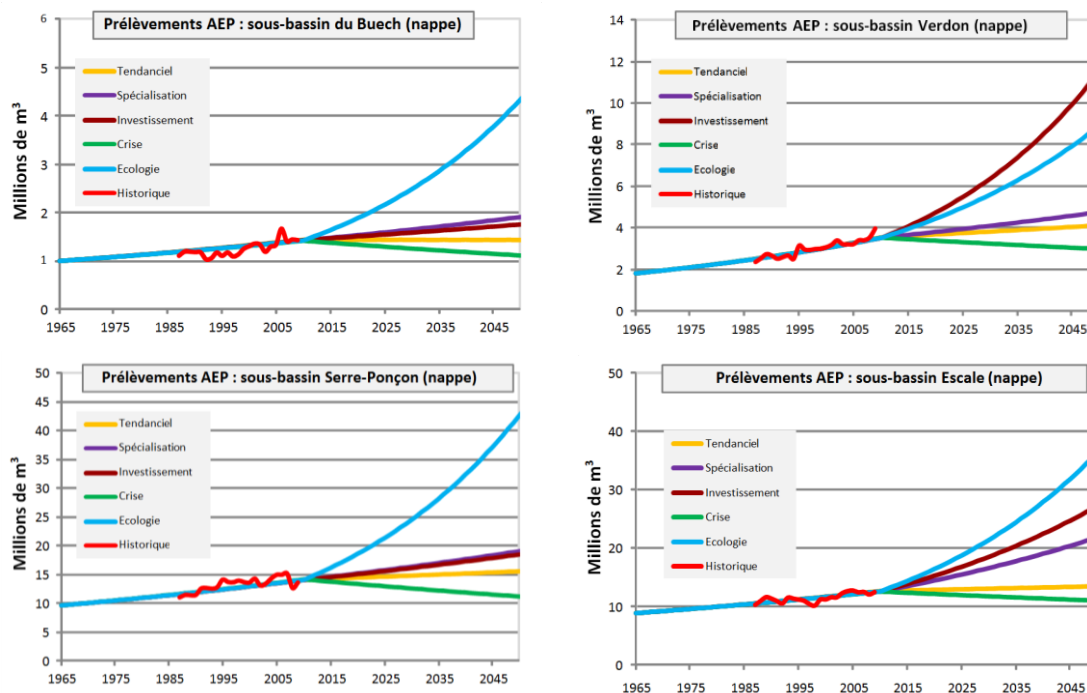 Prélèvements AEP : sous-bassin du Buech (nappe)
Millions de m³
6
5
4
3
2
1
0
Tendanciel
Spécialisation
Investissement
Crise
Ecologie
Historique
1965 1975 1985 1995 2005 2015 2025 2035 2045
Prélèvements AEP : sous-bassin Verdon (nappe)
Millions de m³
14
12
10
8
6
4
2
0
Tendanciel
Spécialisation
Investissement
Crise
Ecologie
Historique
1965 1975 1985 1995 2005 2015 2025 2035 2045
Prélèvements AEP : sous-bassin Serre-Ponçon (nappe)
Millions de m³
50
45
40
35
30
25
20
15
10
5
0
Tendanciel
Spécialisation
Investissement
Crise
Ecologie
Historique
1965 1975 1985 1995 2005 2015 2025 2035 2045
Prélèvements AEP : sous-bassin Escale (nappe)
Millions de m³
50
40
30
20
10
0
Tendanciel
Spécialisation
Investissement
Crise
Ecologie
Historique
1965 1975 1985 1995 2005 2015 2025 2035 2045